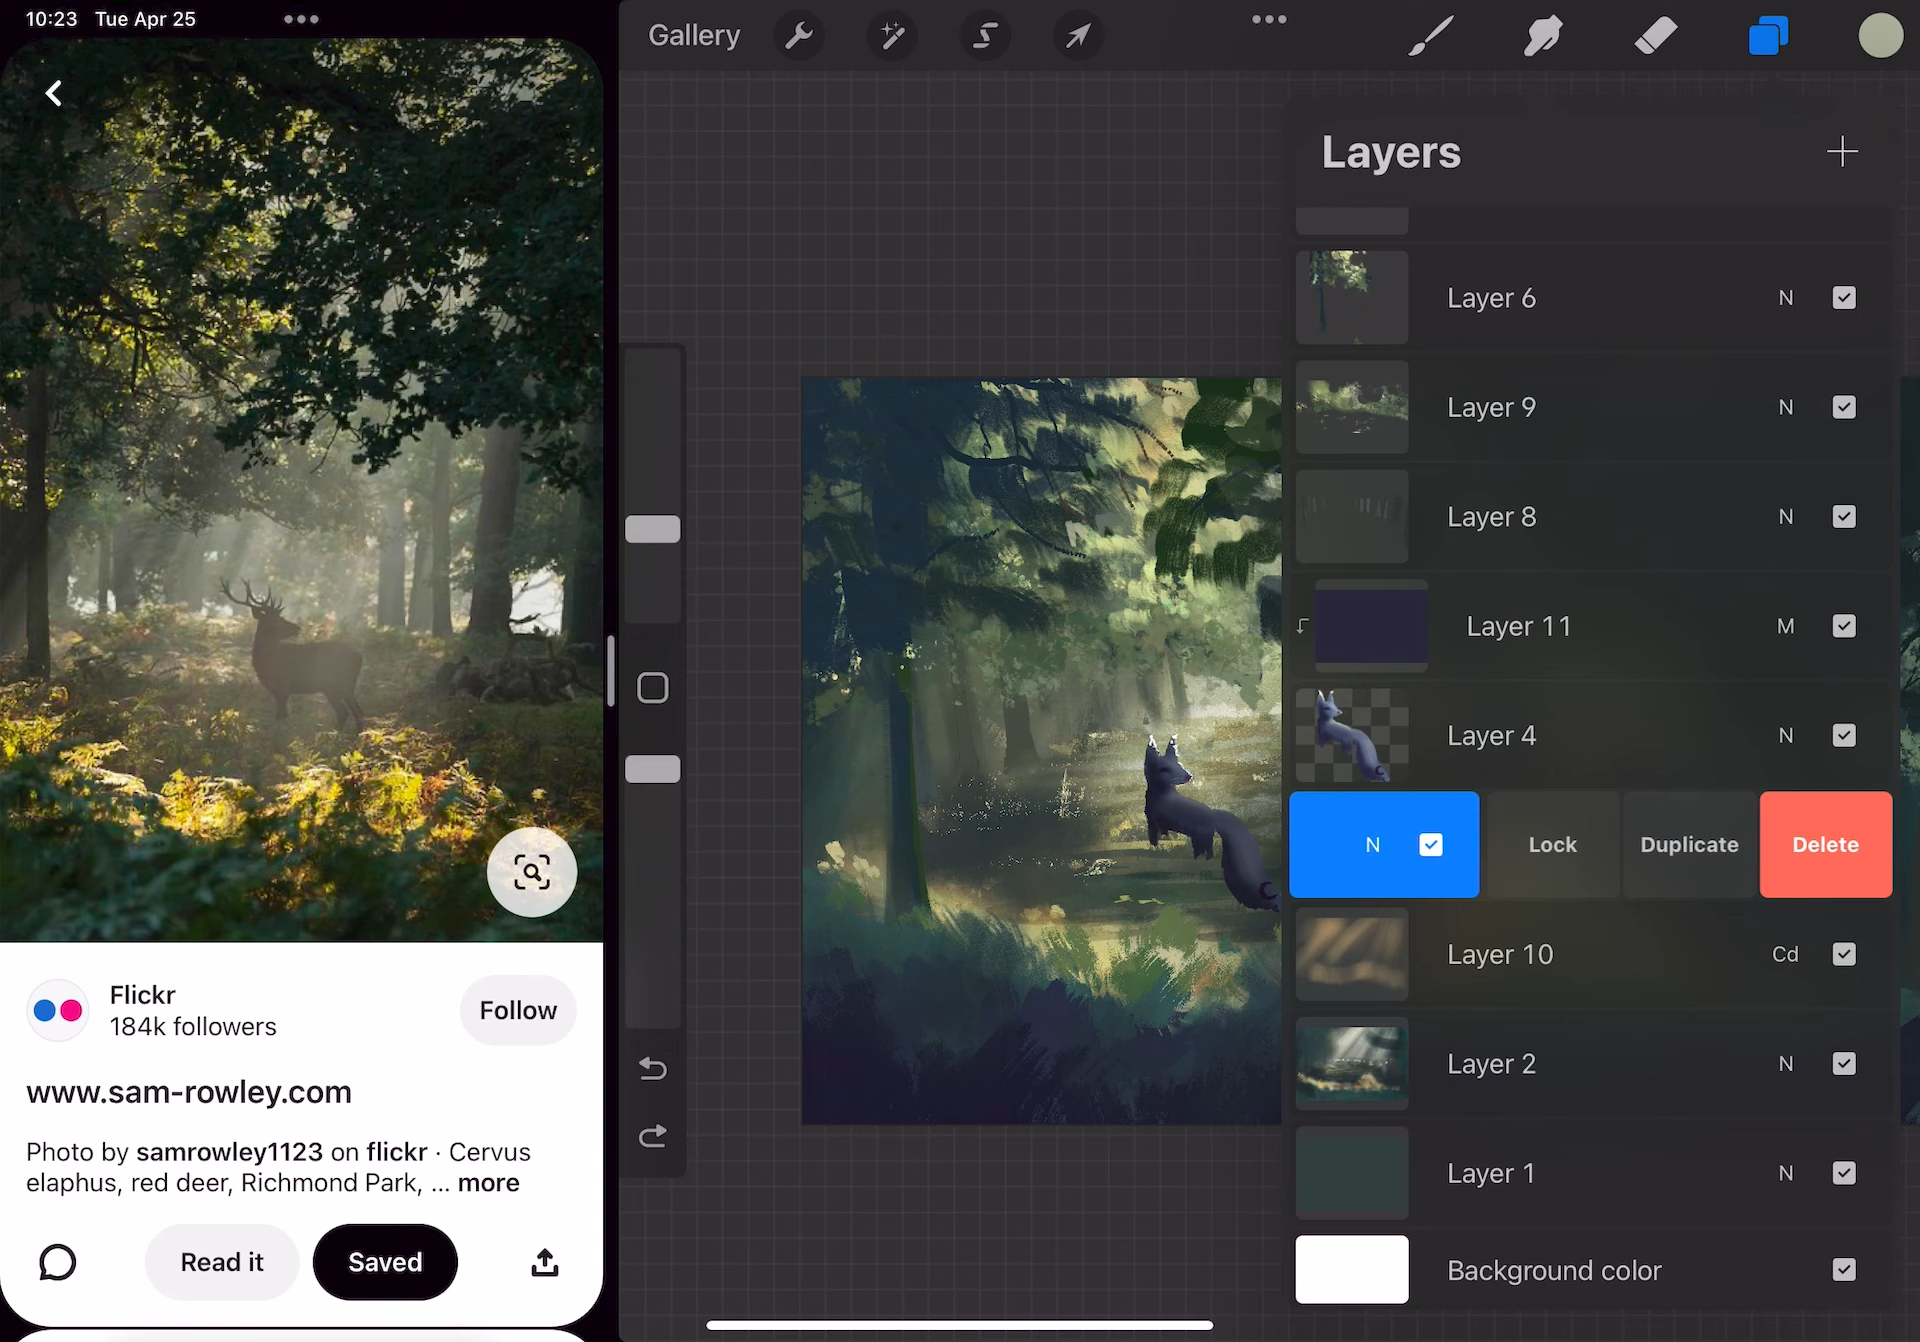 10:23 Tue Apr 25
Flickr
184k followers
Follow
www.sam-rowley.com
Photo by samrowley1123 on flickr · Cervus
elaphus, red deer, Richmond Park, ... more
Read it
Saved
Gallery
Layers
Layer 6 N
Layer 9 N
Layer 8 N
Layer 11 M
Layer 4 N
N Lock Duplicate Delete
Layer 10 Cd
Layer 2 N
Layer 1 N
Background color